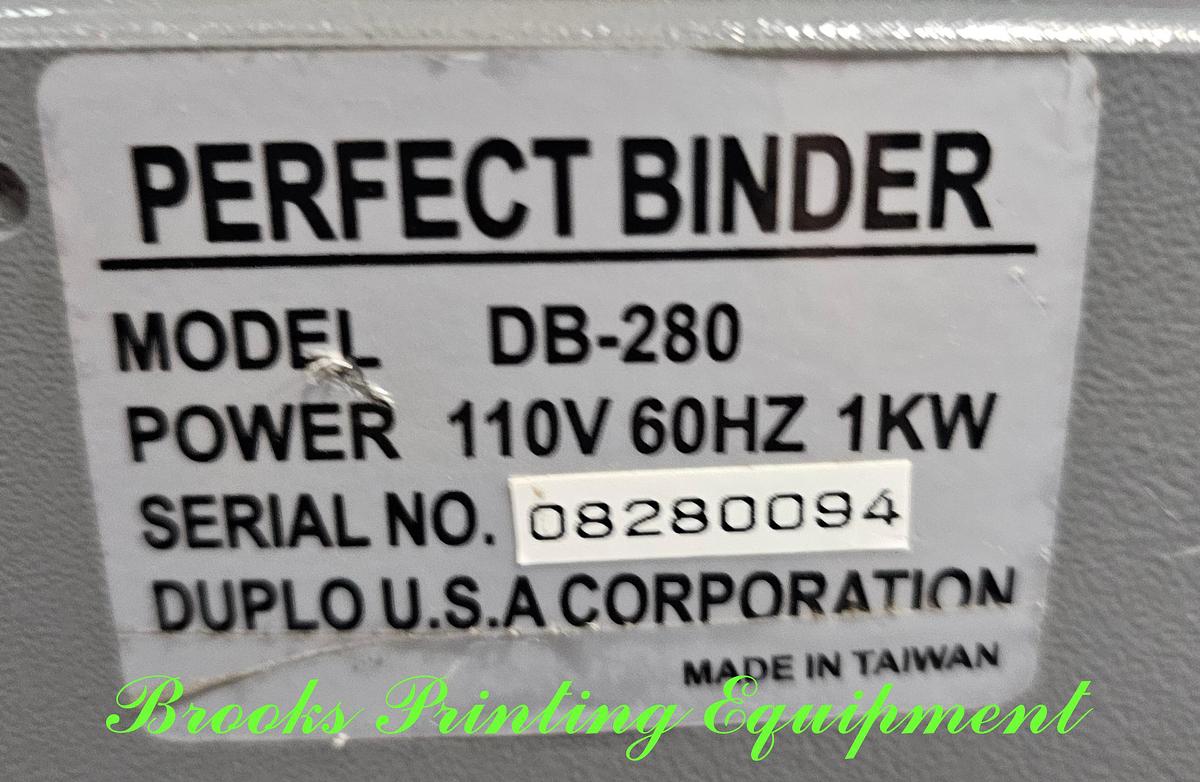 PERFECT BINDER
MODEL DB-280
POWER 110V 60HZ 1KW
SERIAL NO. 08280094
DUPLO U.S.A CORPORATION
MADE IN TAIWAN
Brooks Printing Equipment